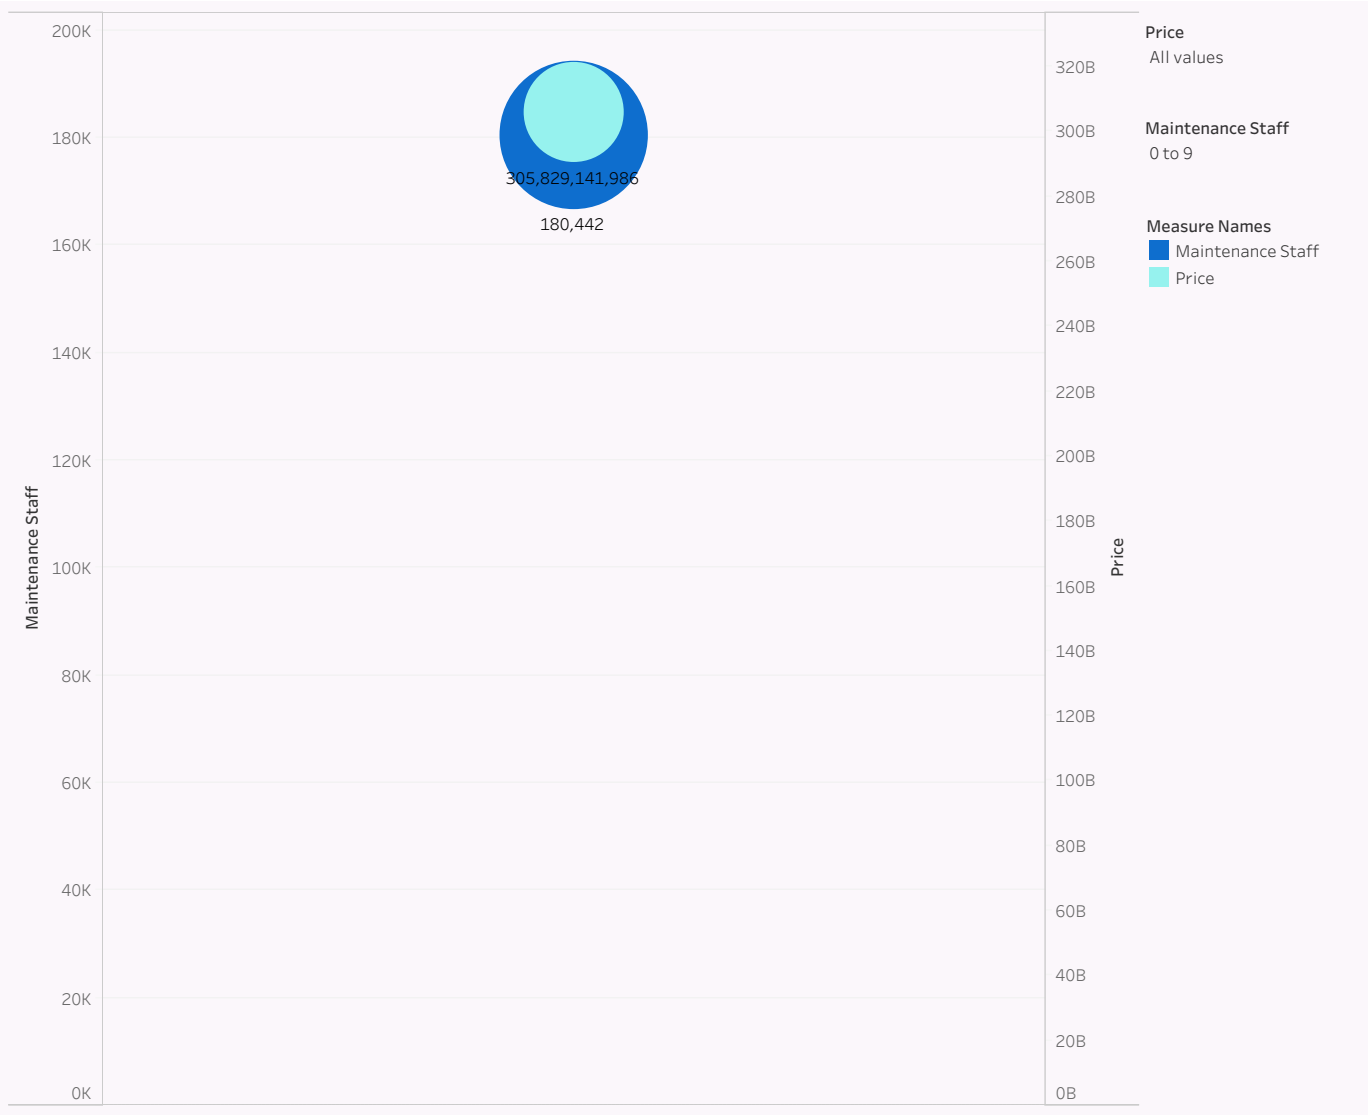 200K
180K
160K
140K
120K
100K
80K
60K
40K
20K
0K
Maintenance Staff
305,829,141,986
180,442
320B
300B
280B
260B
240B
220B
200B
180B
160B
140B
120B
100B
80B
60B
40B
20B
0B
Price
Price
All values
Maintenance Staff
0 to 9
Measure Names
Maintenance Staff
Price